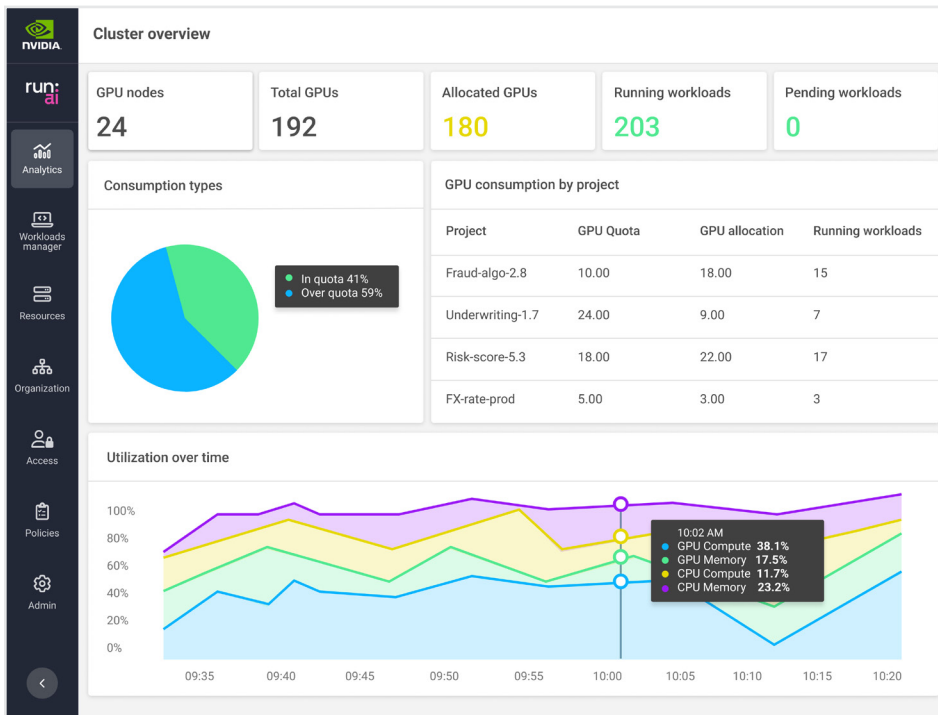 NVIDIA.
Cluster overview
run:
ai
GPU nodes
24
Total GPUs
192
Allocated GPUs
180
Running workloads
203
Pending workloads
0
Analytics
Workloads
manager
Resources
Organization
Access
Policies
Admin
Consumption types
In quota 41%
Over quota 59%
GPU consumption by project
Project GPU Quota GPU allocation Running workloads
Fraud-algo-2.8 10.00 18.00 15
Underwriting-1.7 24.00 9.00 7
Risk-score-5.3 18.00 22.00 17
FX-rate-prod 5.00 3.00 3
Utilization over time
100%
80%
60%
40%
20%
0%
10:02 AM
GPU Compute 38.1%
GPU Memory 17.5%
CPU Compute 11.7%
CPU Memory 23.2%
09:35 09:40 09:45 09:50 09:55 10:00 10:05 10:10 10:15 10:20